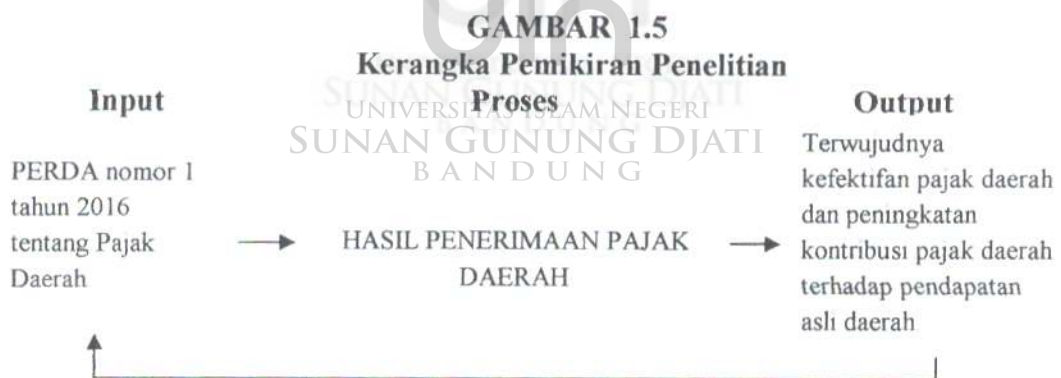 GAMBAR 1.5
Kerangka Pemikiran Penelitian
Input
Proses
Output
UNIVERSITAS ISLAM NEGERI
SUNAN GUNUNG DJATI
BANDUNG
PERDA nomor 1
tahun 2016
tentang Pajak
Daerah
HASIL PENERIMAAN PAJAK
DAERAH
Terwujudnya
kefektifan pajak daerah
dan peningkatan
kontribusi pajak daerah
terhadap pendapatan
asli daerah